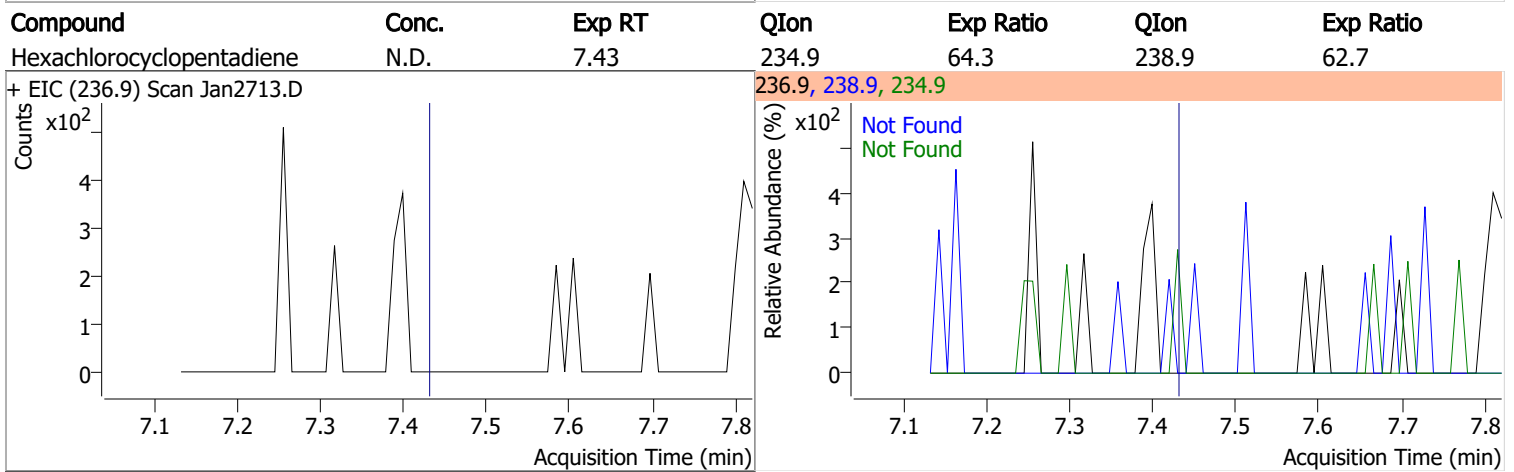 Compound Conc. Exp RT QIon Exp Ratio QIon Exp Ratio
Hexachlorocyclopentadiene N.D. 7.43 234.9 64.3 238.9 62.7
+ EIC (236.9) Scan Jan2713.D
Counts
x10²
4
3
2
1
0
7.1 7.2 7.3 7.4 7.5 7.6 7.7 7.8
Acquisition Time (min)
236.9, 238.9, 234.9
Relative Abundance (%)
x10²
Not Found
Not Found
4
3
2
1
0
7.1 7.2 7.3 7.4 7.5 7.6 7.7 7.8
Acquisition Time (min)